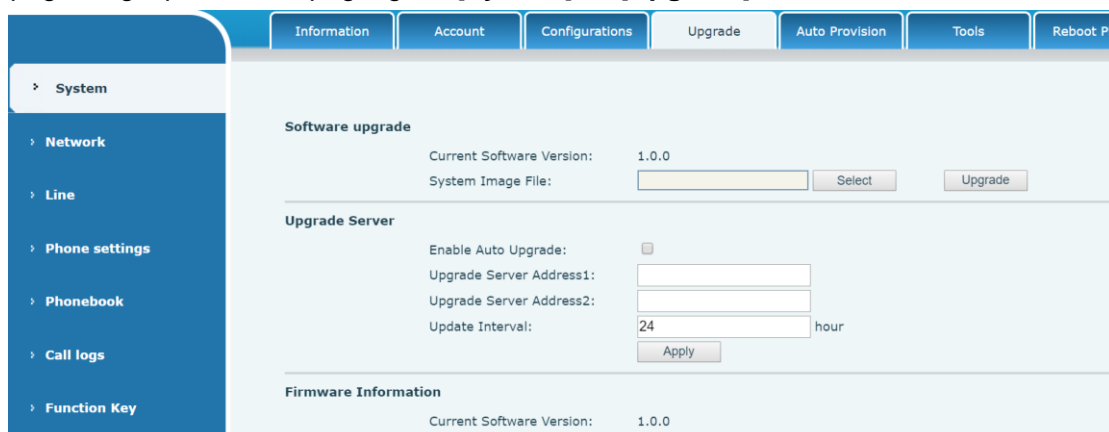 Information Account Configurations Upgrade Auto Provision Tools Reboot P
System
Network
Line
Phone settings
Phonebook
Call logs
Function Key
Software upgrade
Current Software Version: 1.0.0
System Image File: Select Upgrade
Upgrade Server
Enable Auto Upgrade:
Upgrade Server Address1:
Upgrade Server Address2:
Update Interval: 24 hour
Apply
Firmware Information
Current Software Version: 1.0.0